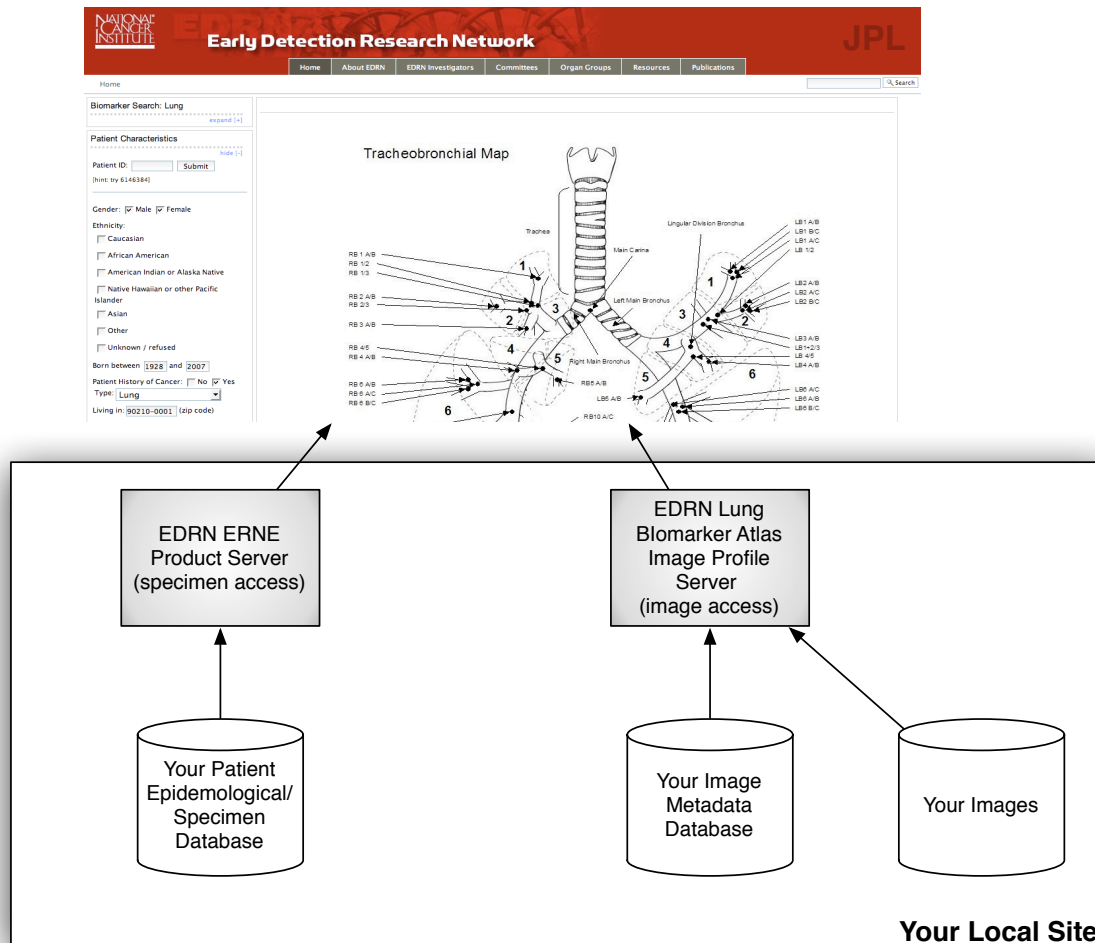 NATIONAL
CANCER
INSTITUTE
EDRN
Early Detection Research Network
JPL
Home
About EDRN
EDRN Investigators
Committees
Organ Groups
Resources
Publications
Home
Search
Biomarker Search: Lung
expand [+]
Patient Characteristics
hide [-]
Patient ID:
Submit
[hint: try 6146384]
Gender: Male Female
Ethnicity:
Caucasian
African American
American Indian or Alaska Native
Native Hawaiian or other Pacific
Islander
Asian
Other
Unknown / refused
Born between 1928 and 2007
Patient History of Cancer: No Yes
Type: Lung
Living in: 90210-0001 (zip code)
Tracheobronchial Map
Trachea
Main Carina
Lingular Division Bronchus
Left Main Bronchus
Right Main Bronchus
RB 1 A/B
RB 1/2
RB 1/3
RB 2 A/B
RB 2/3
RB 3 A/B
RB 4/5
RB 4 A/B
RB 6 A/B
RB 6 A/C
RB 6 B/C
1
2
3
4
5
6
RB5 A/B
RB10 A/C
LB5 A/B
1
2
3
4
5
6
LB1 A/B
LB1 B/C
LB1 A/C
LB 1/2
LB2 A/B
LB2 A/C
LB2 B/C
LB3 A/B
LB1+2/3
LB 4/5
LB4 A/B
LB6 A/C
LB6 A/B
LB6 B/C
EDRN ERNE
Product Server
(specimen access)
EDRN Lung
BIomarker Atlas
Image Profile
Server
(image access)
Your Patient
Epidemological/
Specimen
Database
Your Image
Metadata
Database
Your Images
Your Local Site